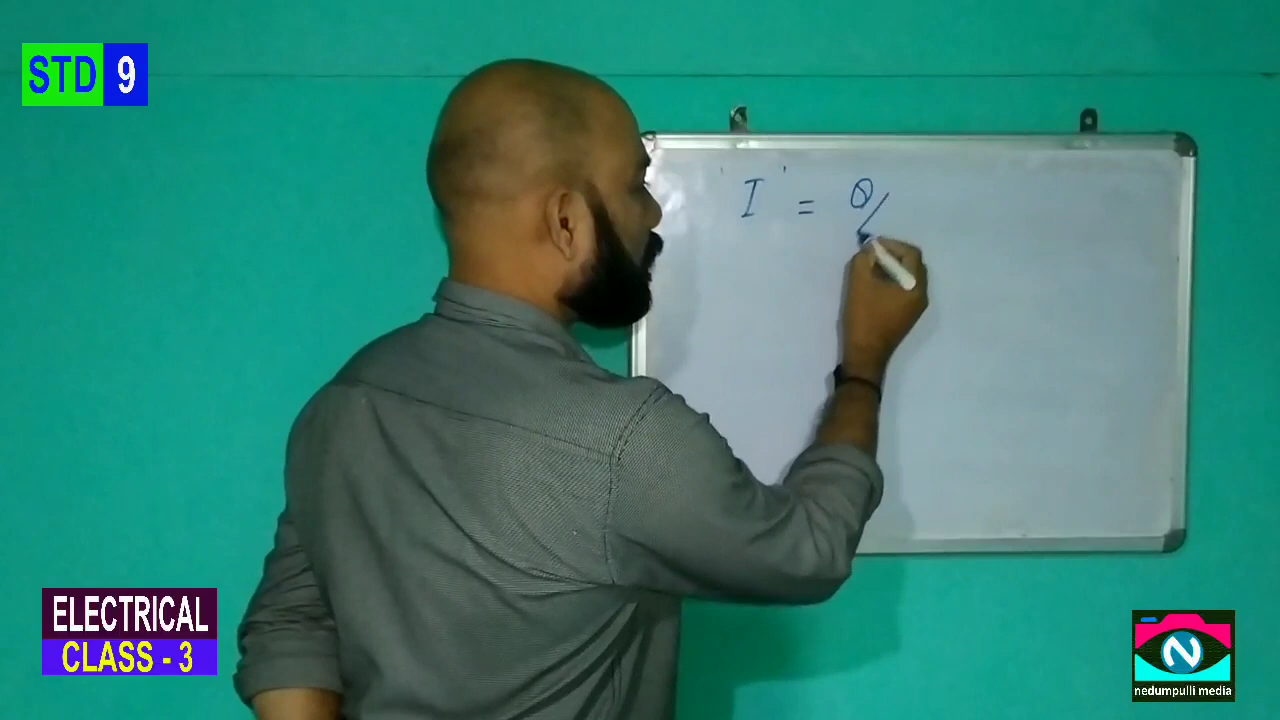 STD 9
' I ' = Q/
ELECTRICAL
CLASS - 3
N
nedumpulli media